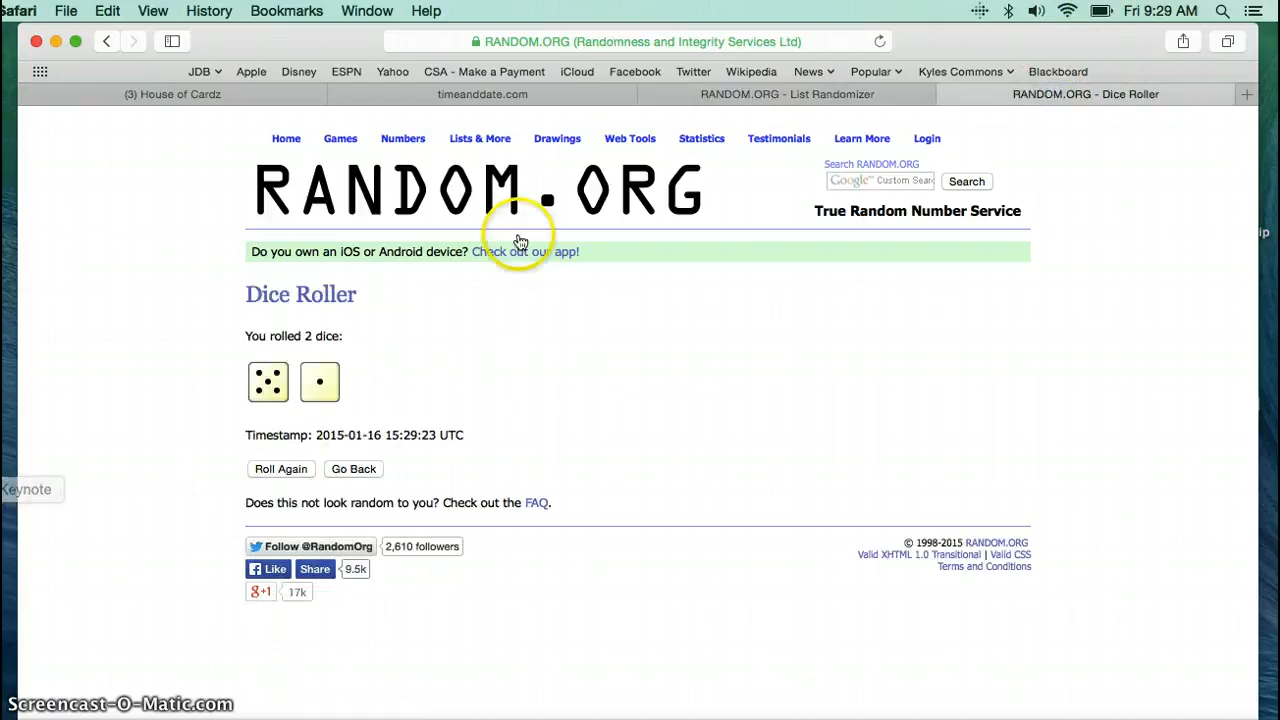 Safari File Edit View History Bookmarks Window Help Fri 9:29 AM
RANDOM.ORG (Randomness and Integrity Services Ltd)
JDB Apple Disney ESPN Yahoo CSA - Make a Payment iCloud Facebook Twitter Wikipedia News Popular Kyles Commons Blackboard
(3) House of Cardz timeanddate.com RANDOM.ORG - List Randomizer RANDOM.ORG - Dice Roller
Home Games Numbers Lists & More Drawings Web Tools Statistics Testimonials Learn More Login
Search RANDOM.ORG
RANDOM.ORG
Google™ Custom Sear Search
True Random Number Service
Do you own an iOS or Android device? Check out our app!
Dice Roller
You rolled 2 dice:
Timestamp: 2015-01-16 15:29:23 UTC
Roll Again Go Back
Keynote
Does this not look random to you? Check out the FAQ.
Follow @RandomOrg 2,610 followers
Like Share 9.5k
g+1 17k
© 1998-2015 RANDOM.ORG
Valid XHTML 1.0 Transitional | Valid CSS
Terms and Conditions
Screencast-O-Matic.com